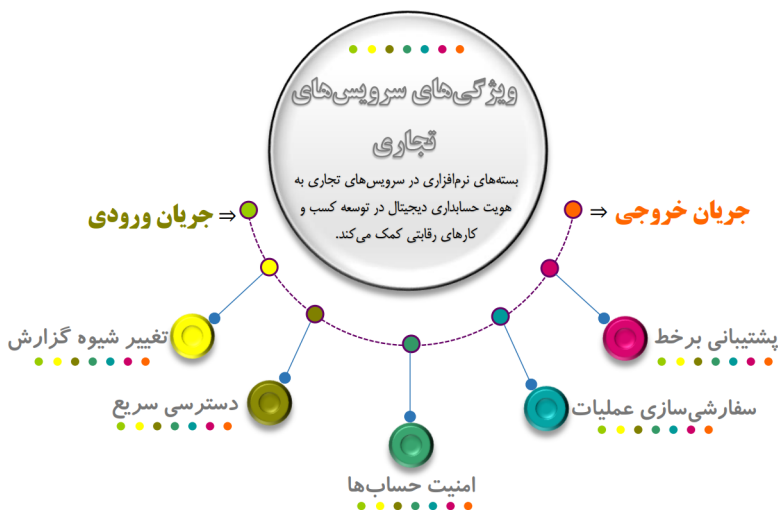 ویژگی‌های سرویس‌های
تجاری
بسته‌های نرم‌افزاری در سرویس‌های تجاری به
هویت حسابداری دیجیتال در توسعه کسب و
کارهای رقابتی کمک می‌کند.
جریان خروجی ⇒
⇒ جریان ورودی
پشتیبانی برخط
تغییر شیوه گزارش
سفارشی‌سازی عملیات
دسترسی سریع
امنیت حساب‌ها